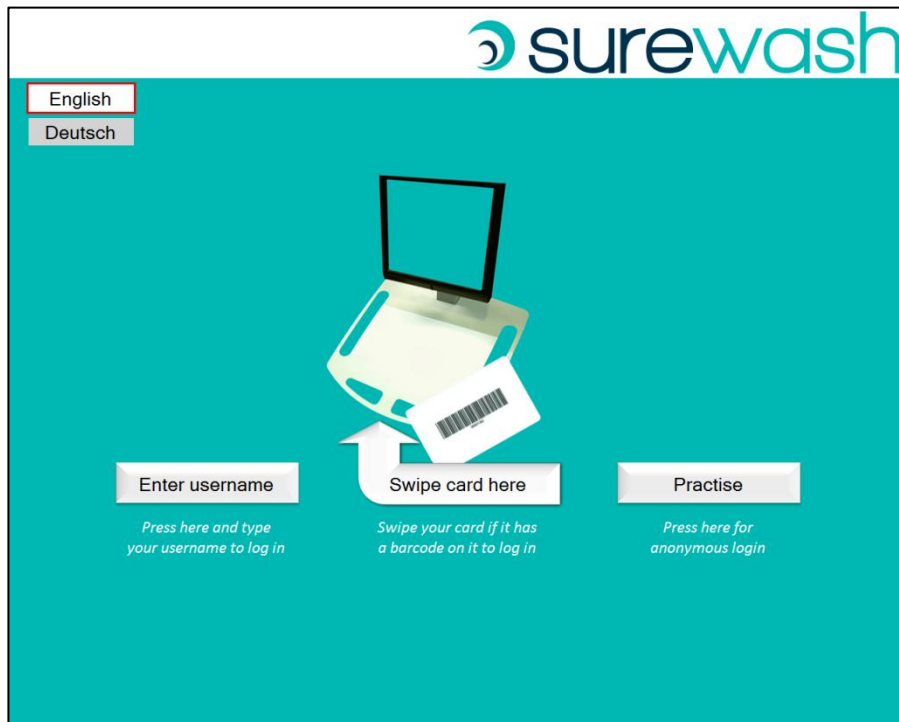 surewash
English
Deutsch
Enter username
Swipe card here
Practise
Press here and type
your username to log in
Swipe your card if it has
a barcode on it to log in
Press here for
anonymous login